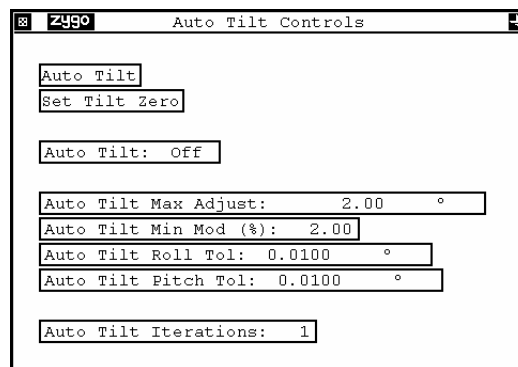 zygo Auto Tilt Controls
Auto Tilt
Set Tilt Zero
Auto Tilt: Off
Auto Tilt Max Adjust: 2.00 °
Auto Tilt Min Mod (%): 2.00
Auto Tilt Roll Tol: 0.0100 °
Auto Tilt Pitch Tol: 0.0100 °
Auto Tilt Iterations: 1